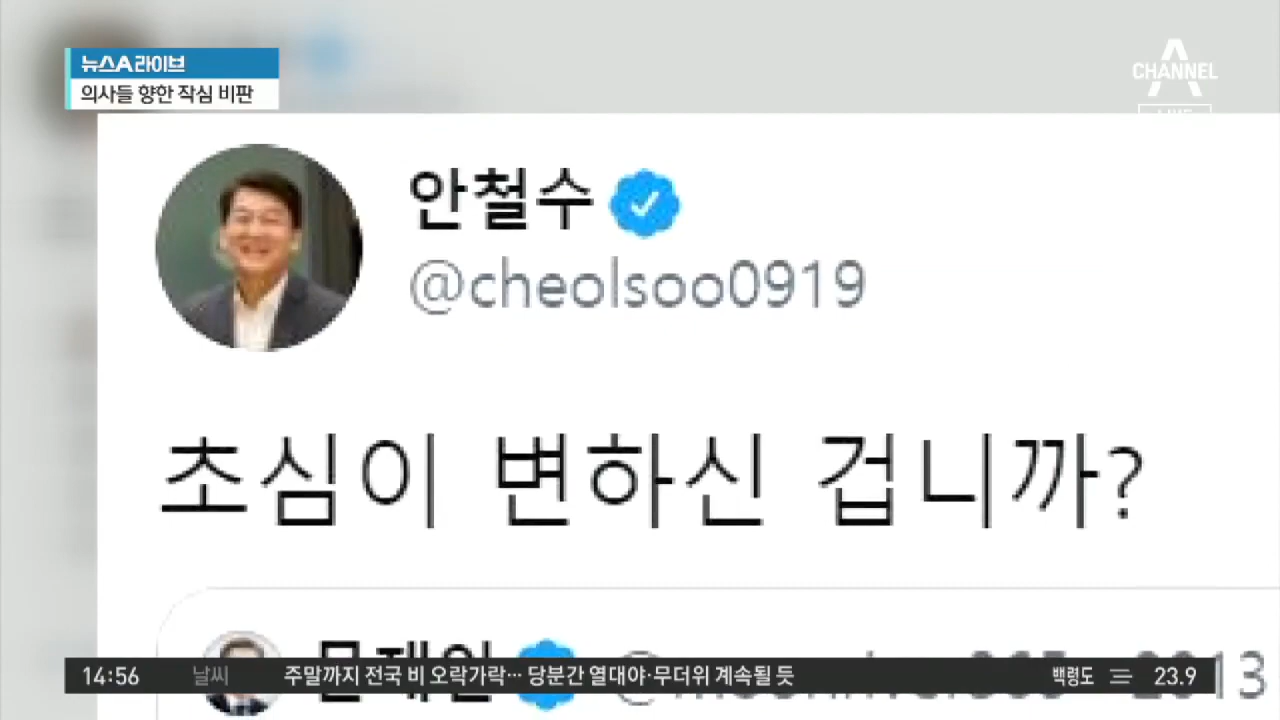 뉴스A 라이브
의사들 향한 작심 비판
CHANNEL A
안철수
@cheolsoo0919
초심이 변하신 겁니까?
14:56 날씨 주말까지 전국 비 오락가락… 당분간 열대야·무더위 계속될 듯 백령도 23.9